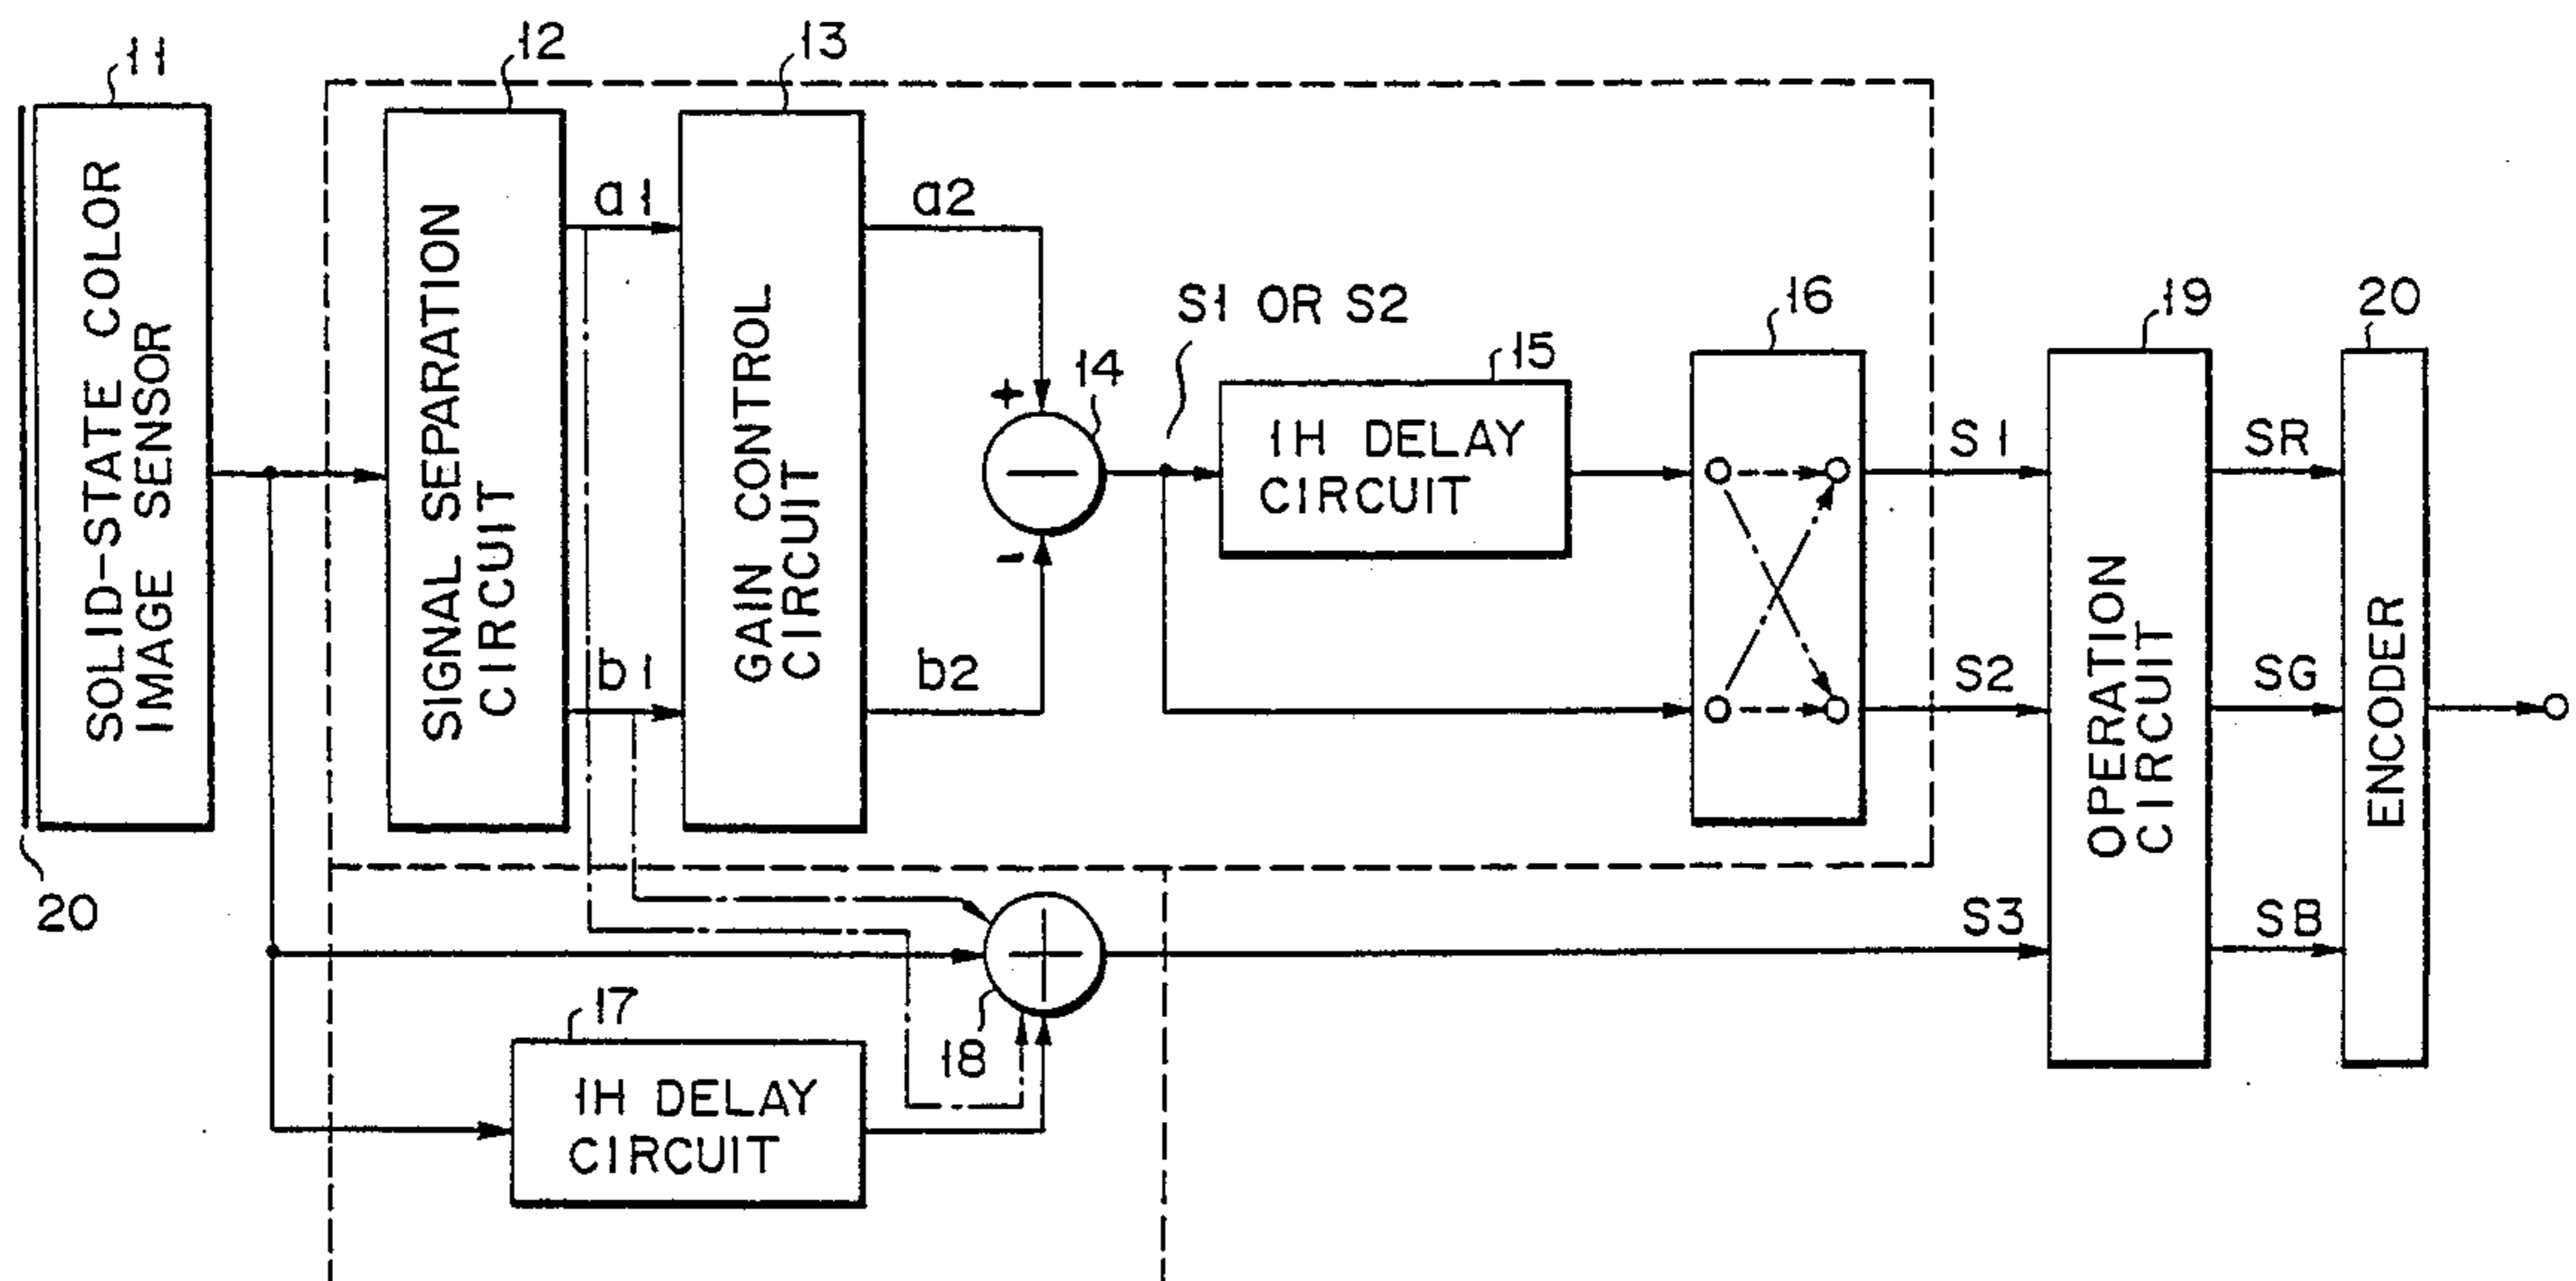 11
12
13
SOLID-STATE COLOR
IMAGE SENSOR
SIGNAL SEPARATION
CIRCUIT
a1
b1
GAIN CONTROL
CIRCUIT
a2
b2
+
-
14
S1 OR S2
15
1H DELAY
CIRCUIT
16
S1
S2
S3
19
OPERATION
CIRCUIT
SR
SG
SB
20
ENCODER
20
17
1H DELAY
CIRCUIT
18